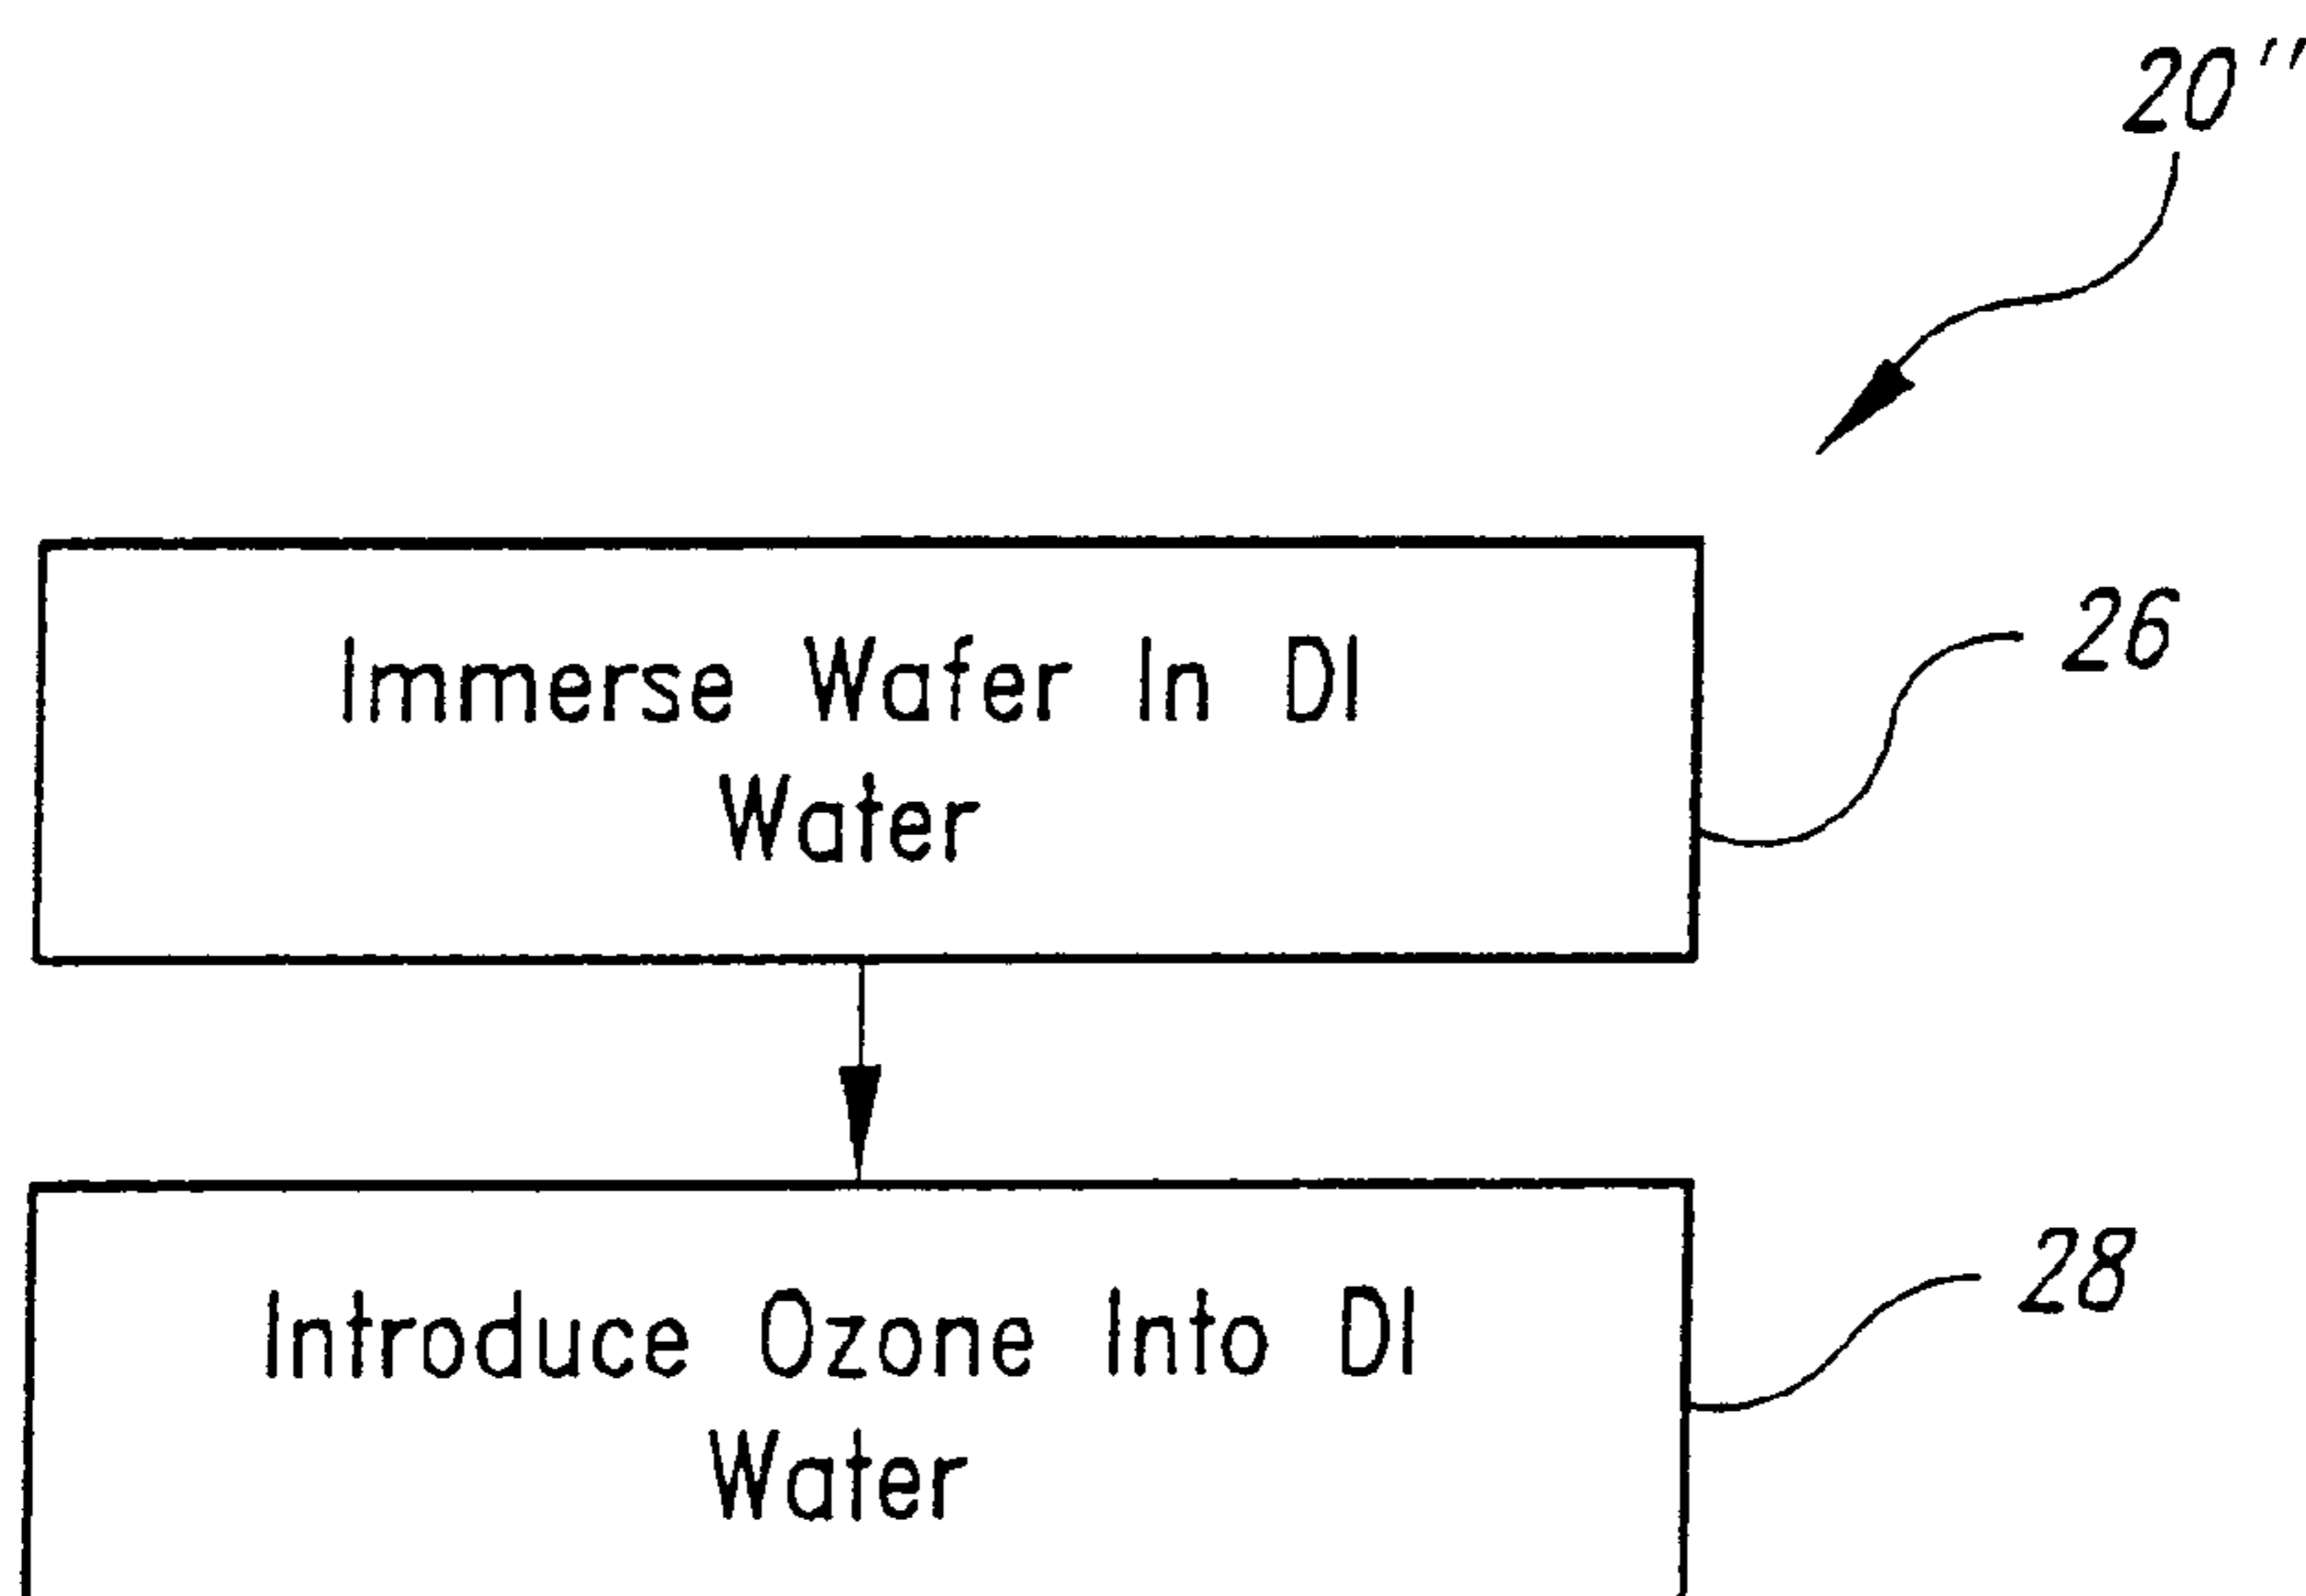 20"
Immerse Wafer In DI
Water
26
Introduce Ozone Into DI
Water
28